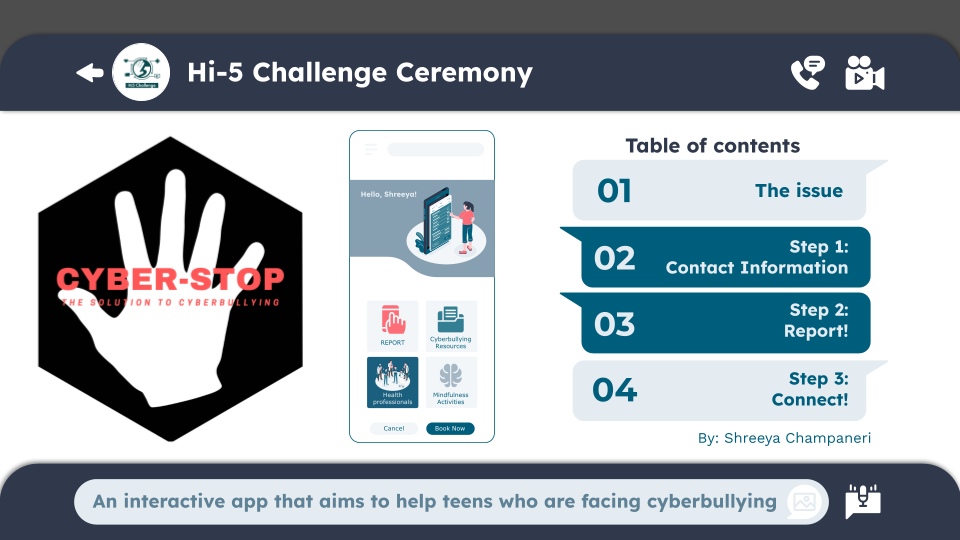 Hi-5 Challenge Ceremony
Hi5-Challenge
CYBER-STOP
THE SOLUTION TO CYBERBULLYING
Hello, Shreeya!
REPORT
Cyberbullying
Resources
Health
professionals
Mindfulness
Activities
Cancel
Book Now
Table of contents
01
The issue
02
Step 1:
Contact Information
03
Step 2:
Report!
04
Step 3:
Connect!
By: Shreeya Champaneri
An interactive app that aims to help teens who are facing cyberbullying